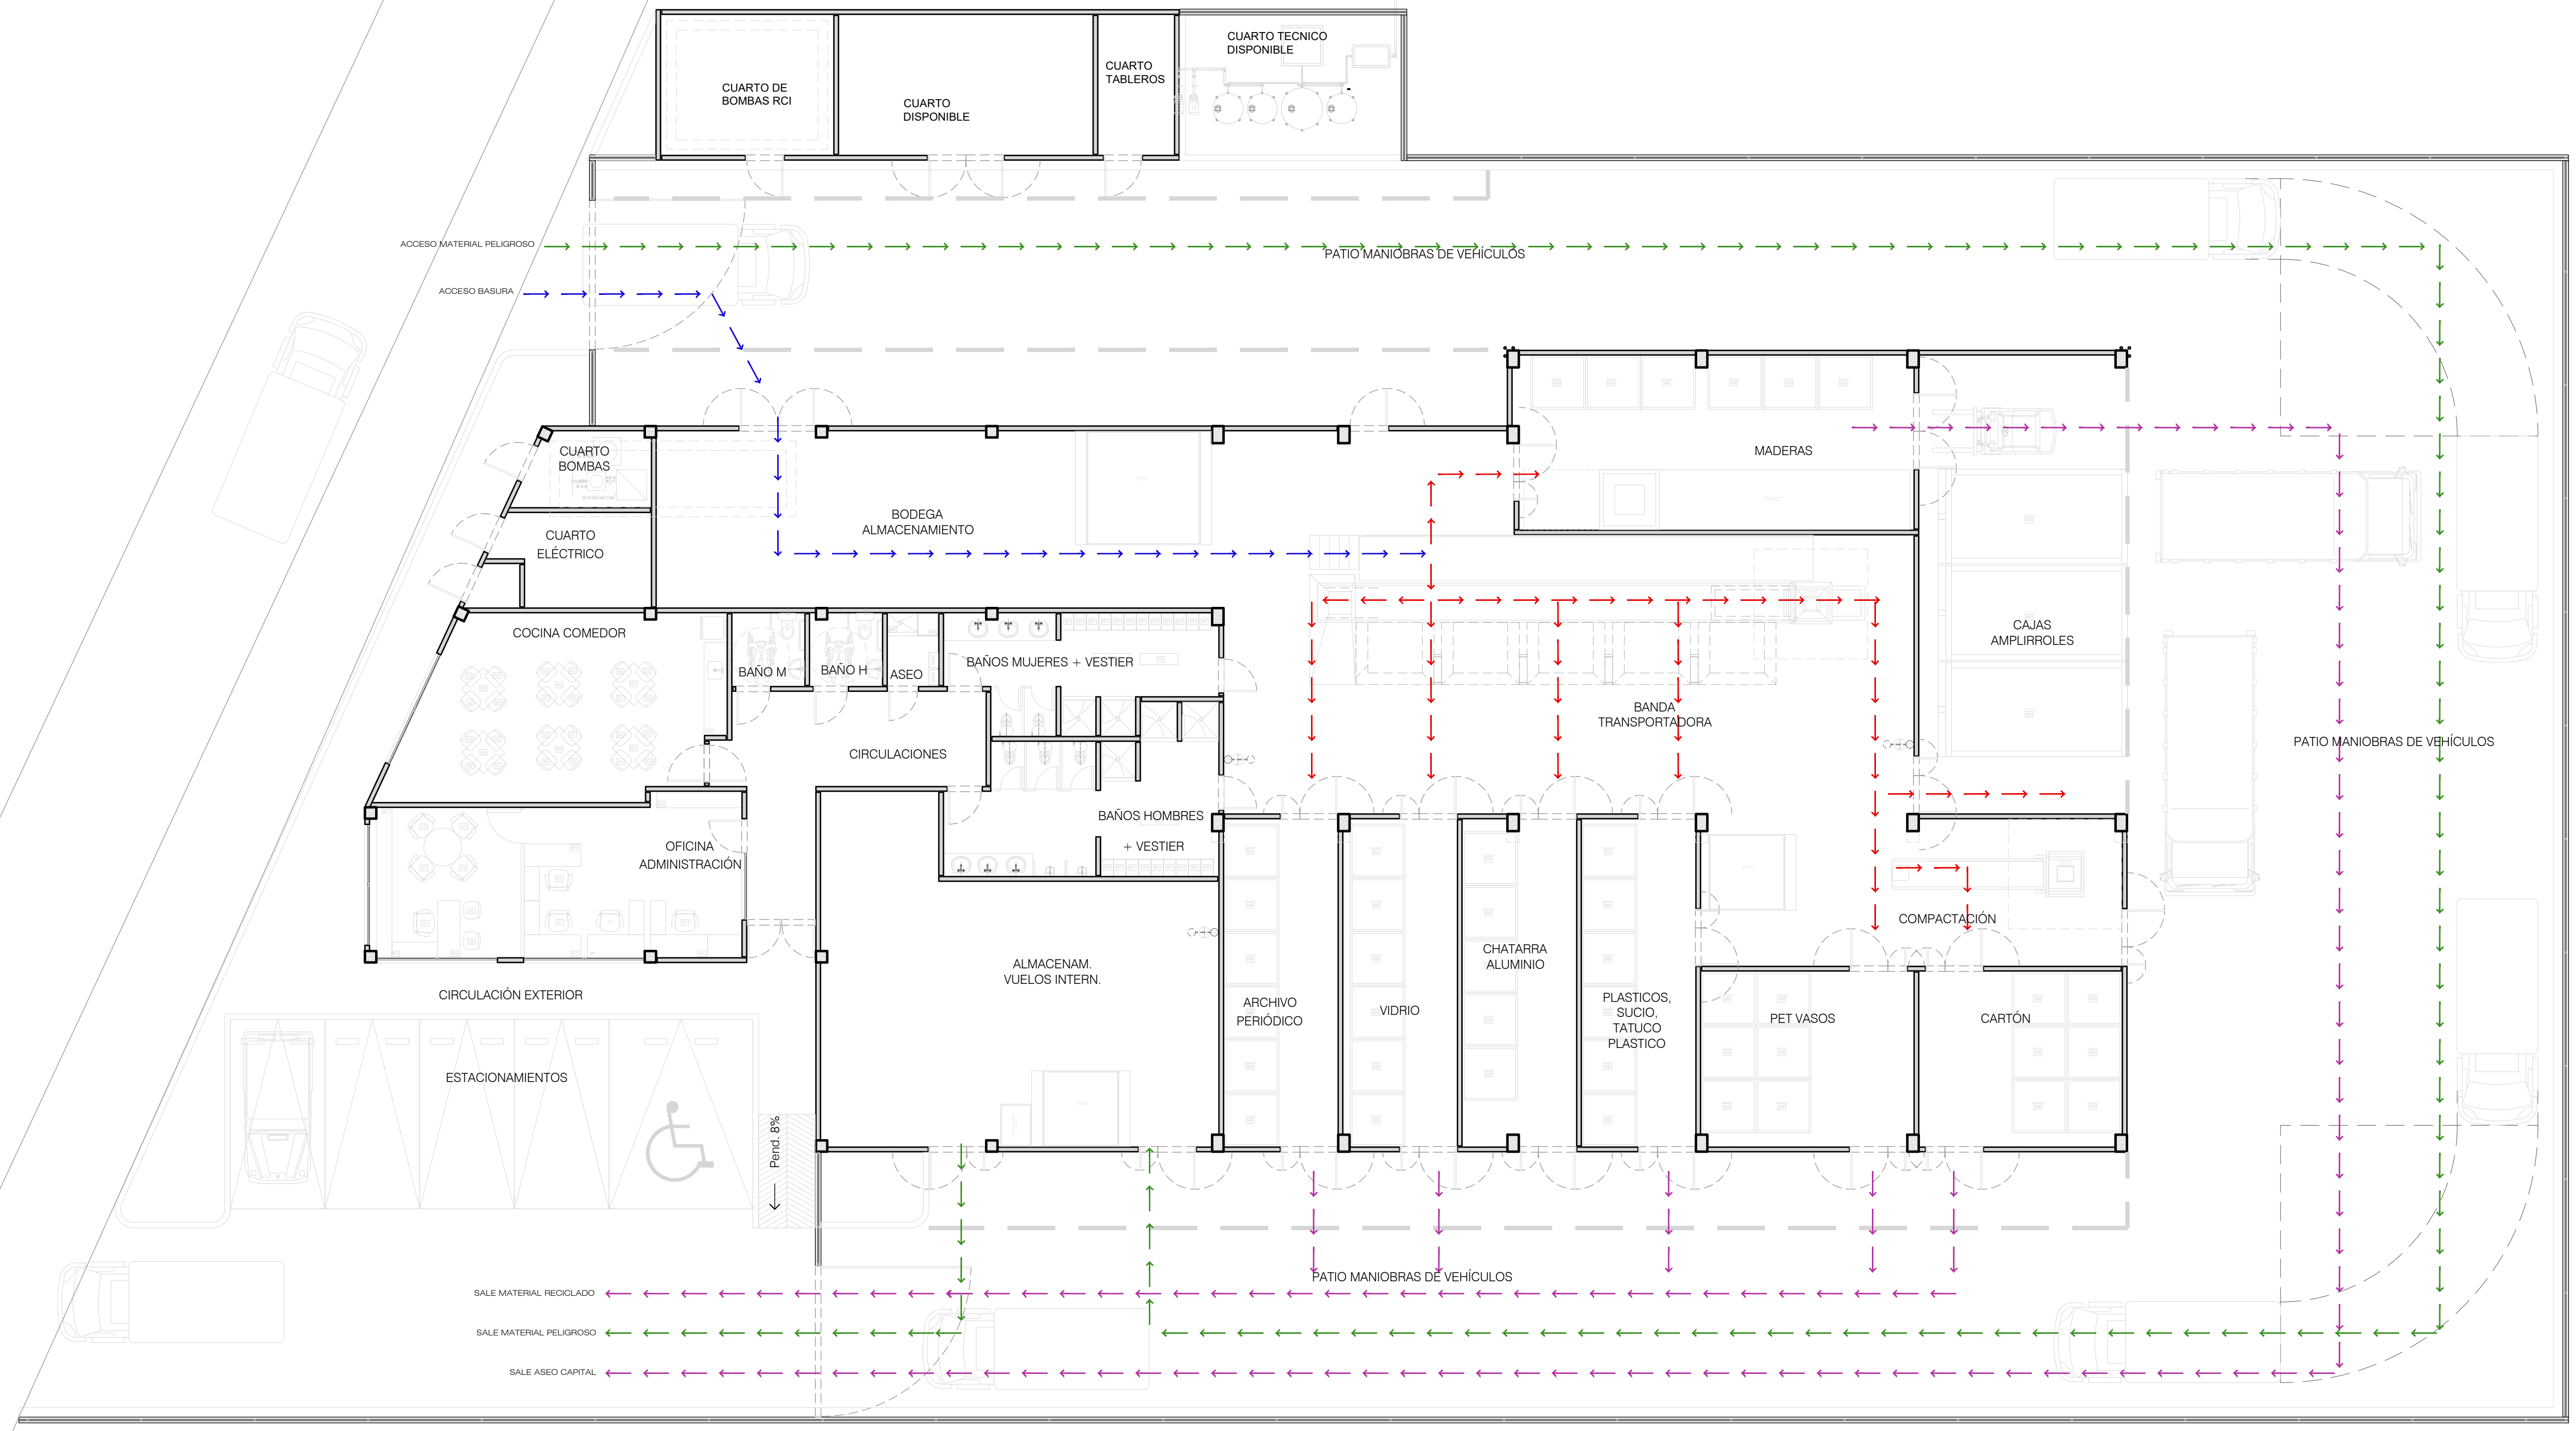 CUARTO TECNICO
DISPONIBLE
CUARTO
TABLEROS
CUARTO DE
BOMBAS RCI
CUARTO
DISPONIBLE
ACCESO MATERIAL PELIGROSO
PATIO MANIOBRAS DE VEHÍCULOS
ACCESO BASURA
CUARTO
BOMBAS
MADERAS
BODEGA
ALMACENAMIENTO
CUARTO
ELÉCTRICO
COCINA COMEDOR
CAJAS
AMPLIRROLES
BAÑO M
BAÑO H
ASEO
BAÑOS MUJERES + VESTIER
BANDA
TRANSPORTADORA
PATIO MANIOBRAS DE VEHÍCULOS
CIRCULACIONES
BAÑOS HOMBRES
+ VESTIER
OFICINA
ADMINISTRACIÓN
COMPACTACIÓN
CHATARRA
ALUMINIO
ALMACENAM.
VUELOS INTERN.
CIRCULACIÓN EXTERIOR
ARCHIVO
PERIÓDICO
VIDRIO
PLASTICOS,
SUCIO,
TATUCO
PLASTICO
PET VASOS
CARTÓN
ESTACIONAMIENTOS
Pend. 8%
PATIO MANIOBRAS DE VEHÍCULOS
SALE MATERIAL RECICLADO
SALE MATERIAL PELIGROSO
SALE ASEO CAPITAL